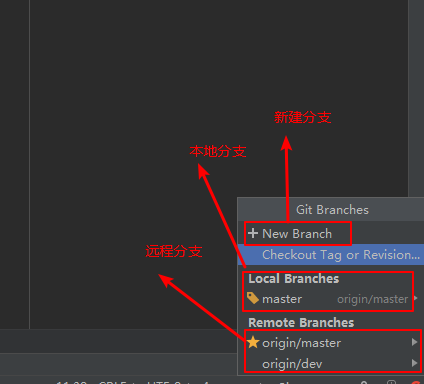 新建分支
本地分支
远程分支
Git Branches
+ New Branch
Checkout Tag or Revision...
Local Branches
master origin/master
Remote Branches
origin/master
origin/dev